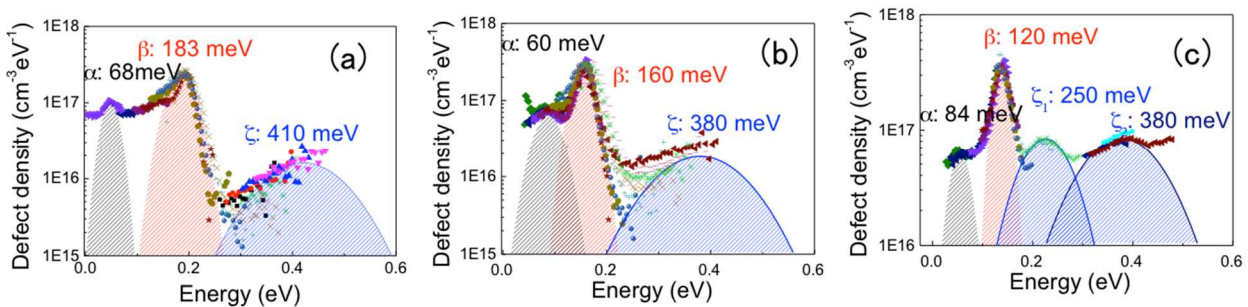 (a)
β: 183 meV
α: 68meV
ζ: 410 meV
1E18
1E17
1E16
1E15
0.0
0.2
0.4
0.6
Energy (eV)
Defect density (cm-3eV-1)
(b)
α: 60 meV
β: 160 meV
ζ: 380 meV
1E18
1E17
1E16
1E15
0.0
0.2
0.4
0.6
Energy (eV)
Defect density (cm-3eV-1)
(c)
β: 120 meV
ζ1: 250 meV
α: 84 meV
ζ: 380 meV
1E18
1E17
1E16
0.0
0.2
0.4
0.6
Energy (eV)
Defect density (cm-3eV-1)